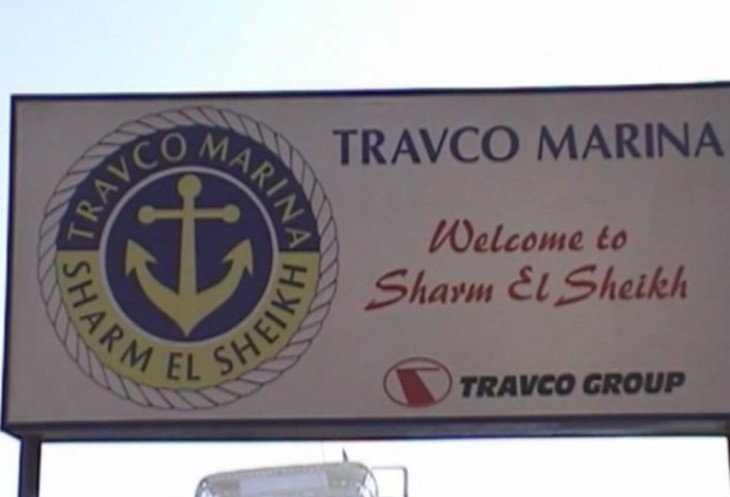 TRAVCO MARINA
SHARM EL SHEIKH
TRAVCO MARINA
Welcome to
Sharm El Sheikh
TRAVCO GROUP